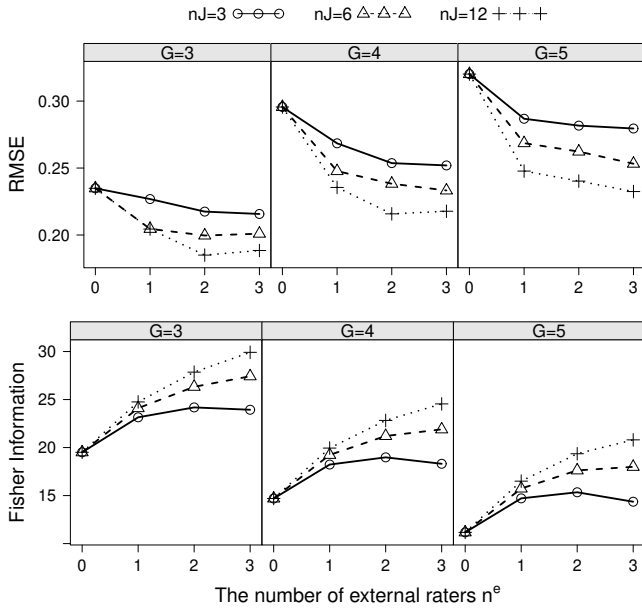 nJ=3 nJ=6 nJ=12
G=3 G=4 G=5
RMSE
0.30
0.25
0.20
0 1 2 3 0 1 2 3 0 1 2 3
G=3 G=4 G=5
Fisher Information
30
25
20
15
0 1 2 3 0 1 2 3 0 1 2 3
The number of external raters nᵉ